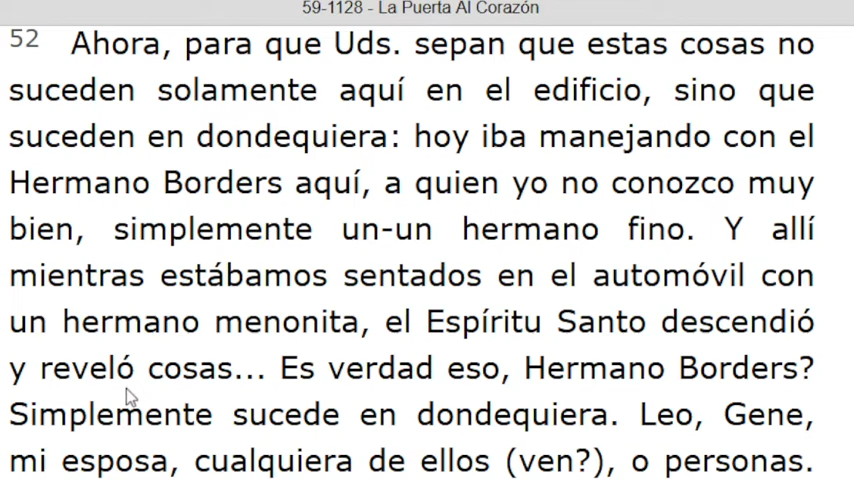 59-1128 - La Puerta Al Corazón
52 Ahora, para que Uds. sepan que estas cosas no
suceden solamente aquí en el edificio, sino que
suceden en dondequiera: hoy iba manejando con el
Hermano Borders aquí, a quien yo no conozco muy
bien, simplemente un-un hermano fino. Y allí
mientras estábamos sentados en el automóvil con
un hermano menonita, el Espíritu Santo descendió
y reveló cosas... Es verdad eso, Hermano Borders?
Simplemente sucede en dondequiera. Leo, Gene,
mi esposa, cualquiera de ellos (ven?), o personas.